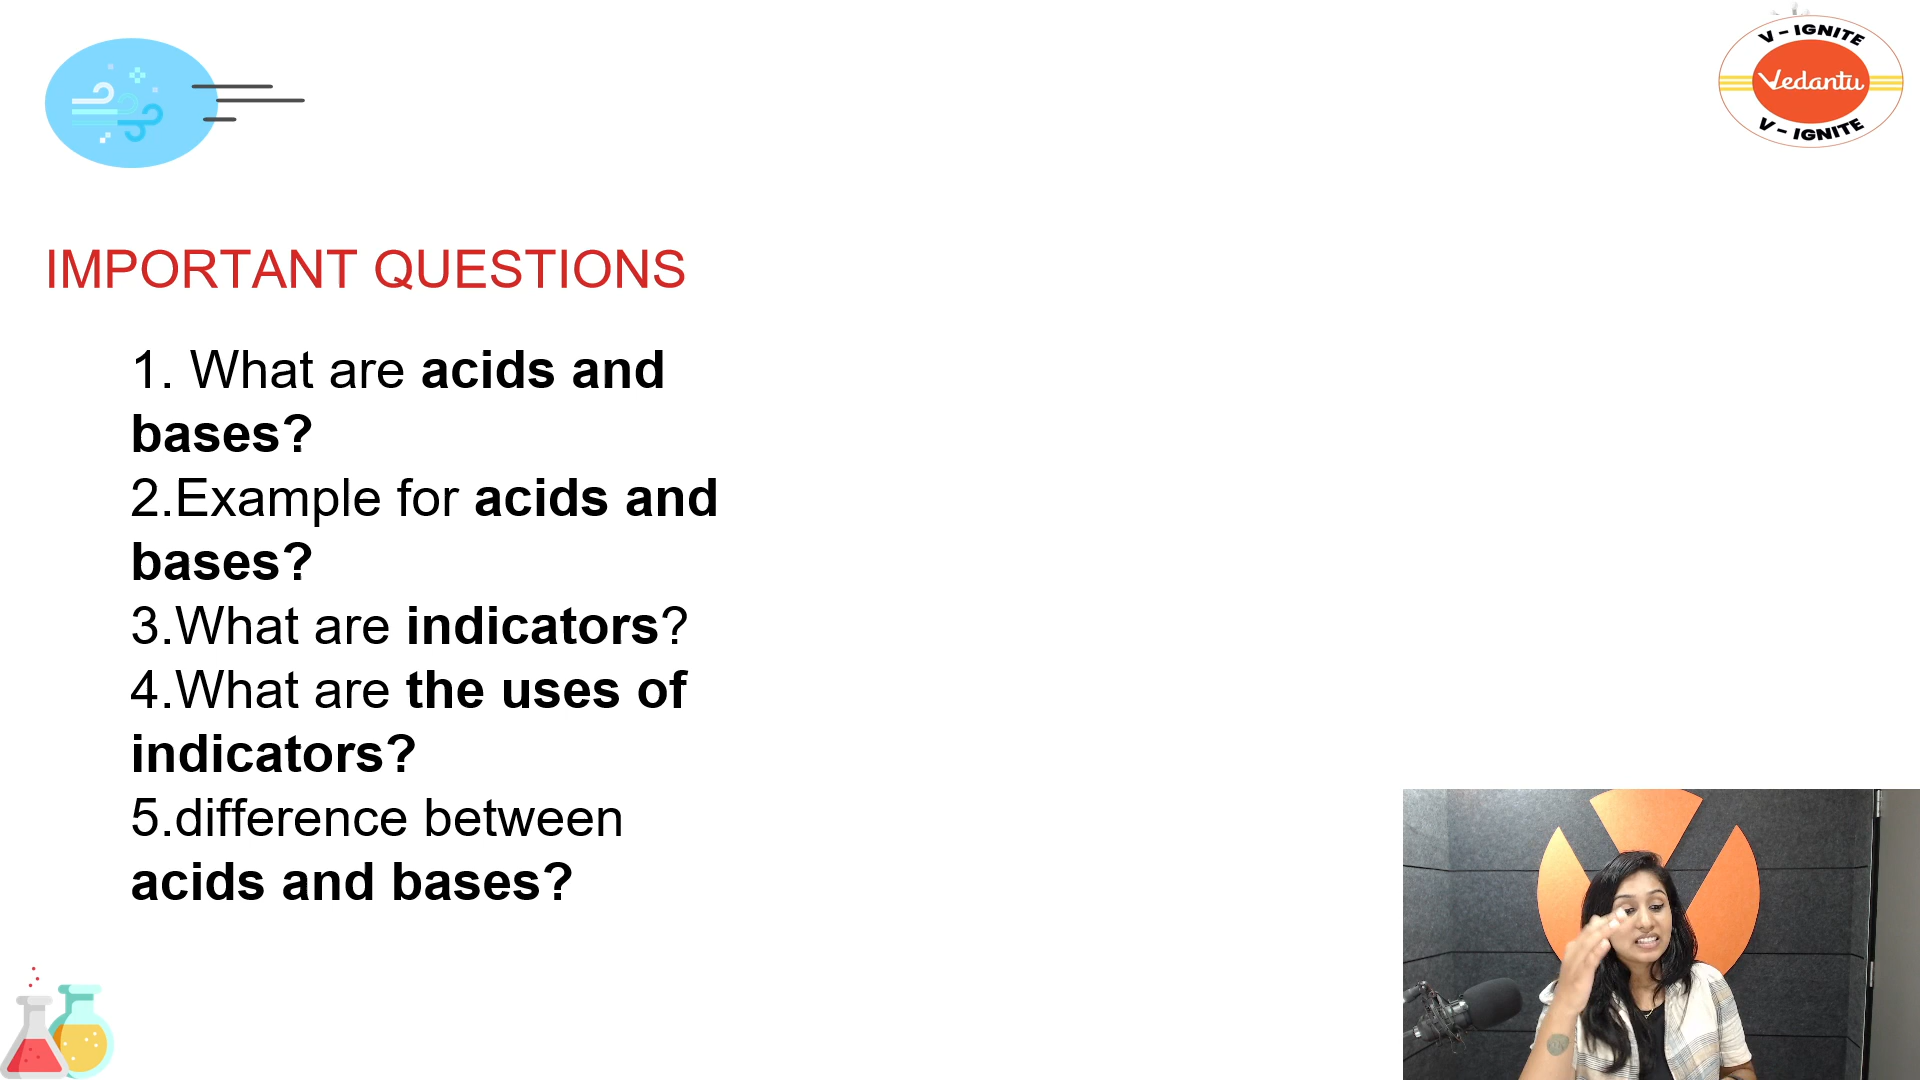 V - IGNITE
Vedantu
V - IGNITE
IMPORTANT QUESTIONS
1. What are acids and
bases?
2.Example for acids and
bases?
3.What are indicators?
4.What are the uses of
indicators?
5.difference between
acids and bases?